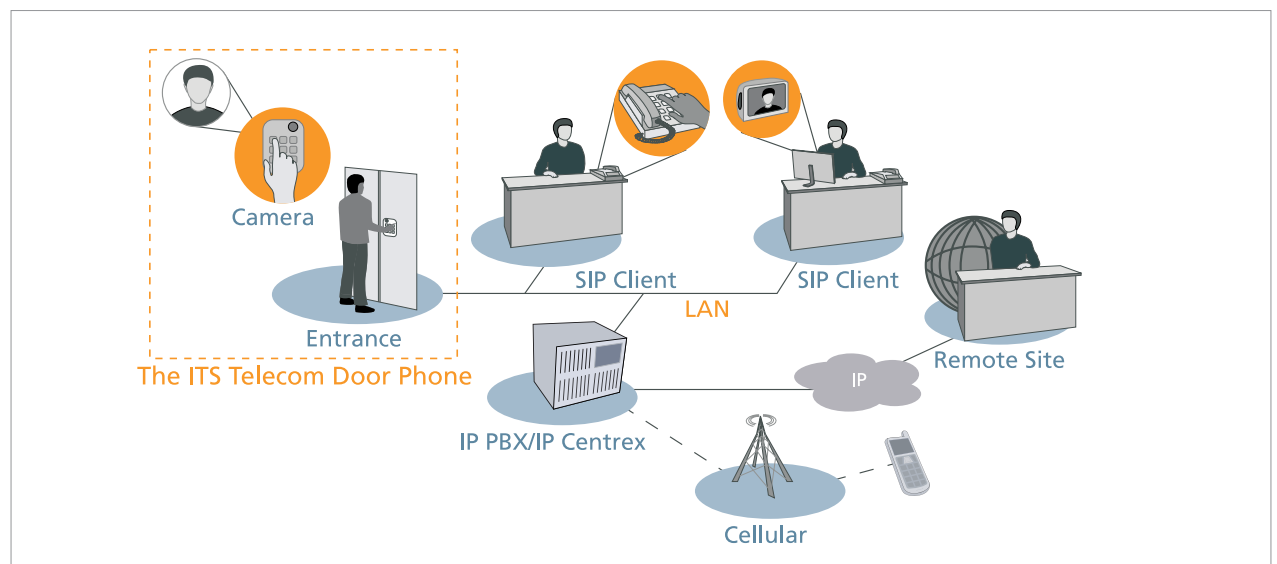 Camera
Entrance
The ITS Telecom Door Phone
SIP Client
SIP Client
LAN
Remote Site
IP
IP PBX/IP Centrex
Cellular